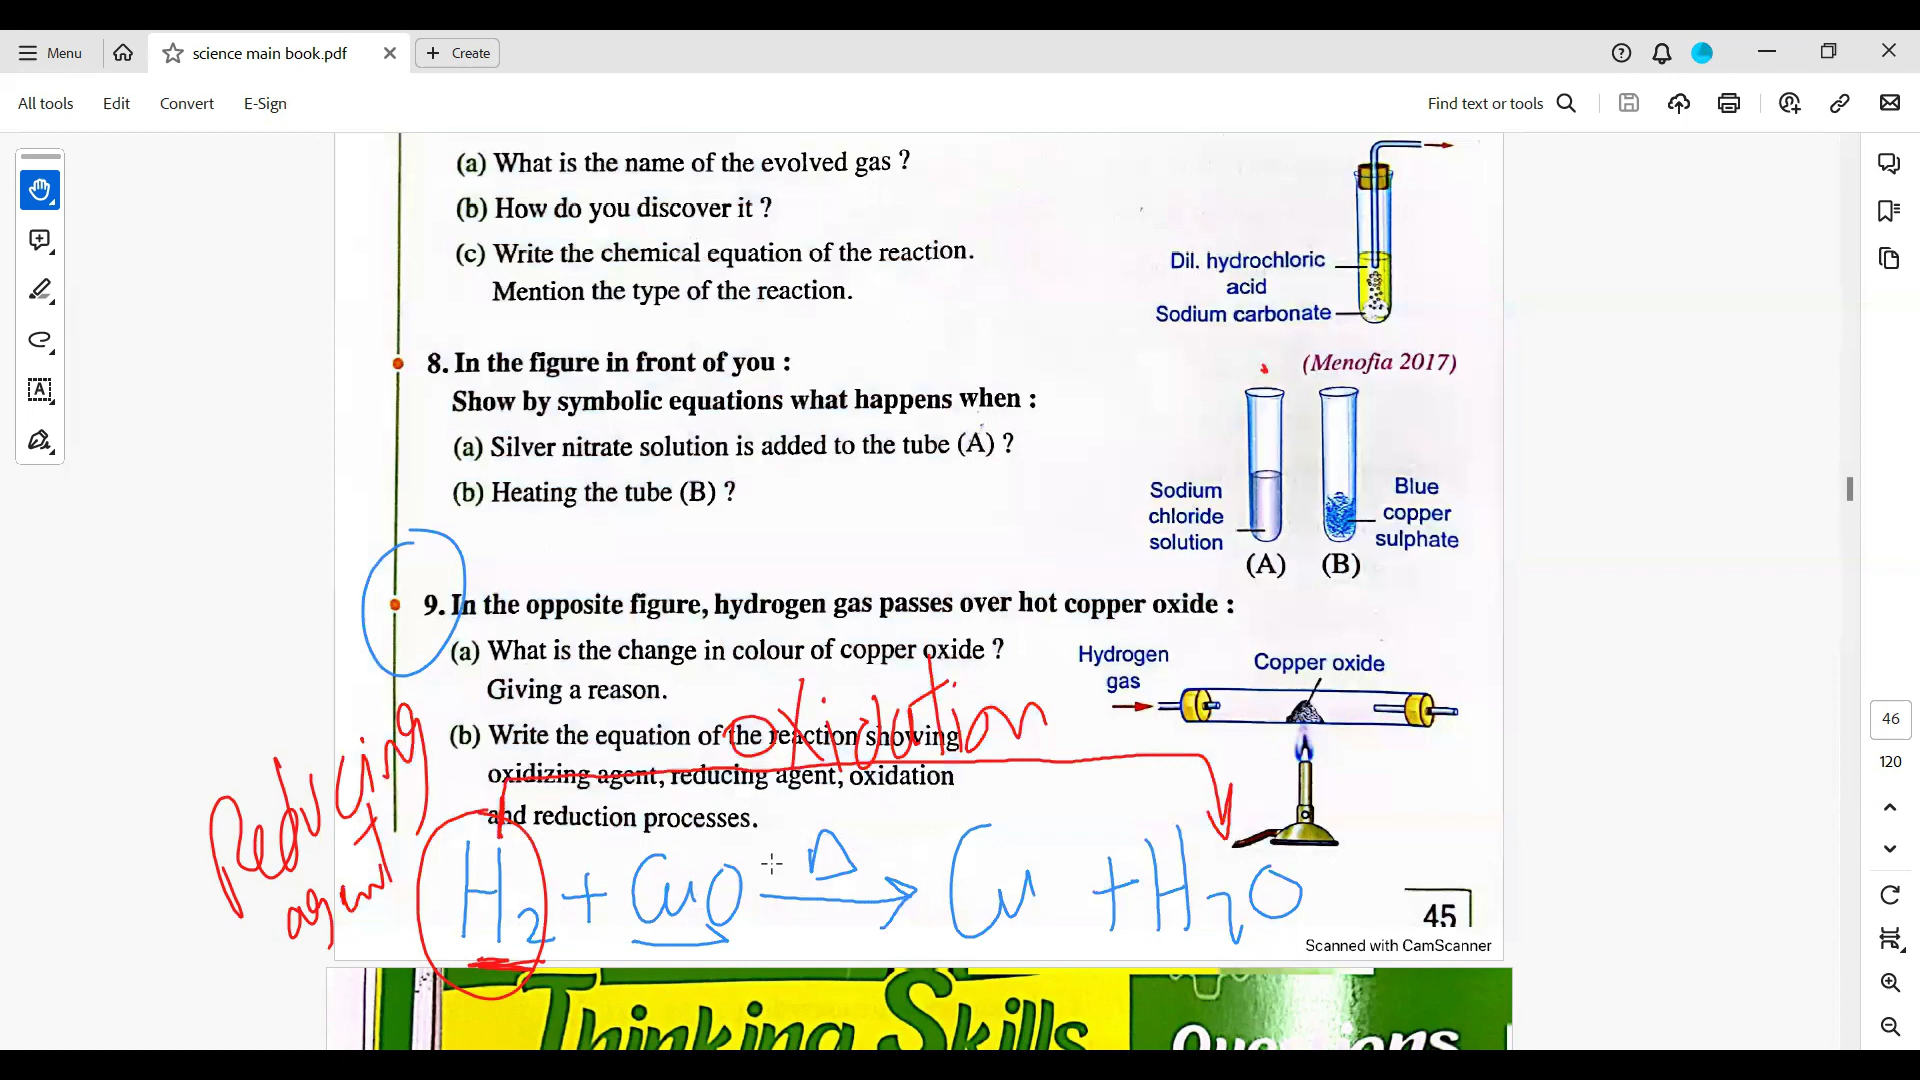 Menu
science main book.pdf
Create
All tools
Edit
Convert
E-Sign
Find text or tools
(a) What is the name of the evolved gas ?
(b) How do you discover it ?
(c) Write the chemical equation of the reaction.
Mention the type of the reaction.
Dil. hydrochloric
acid
Sodium carbonate
8. In the figure in front of you :
(Menofia 2017)
Show by symbolic equations what happens when :
(a) Silver nitrate solution is added to the tube (A) ?
(b) Heating the tube (B) ?
Sodium
chloride
solution
Blue
copper
sulphate
(A)
(B)
9. In the opposite figure, hydrogen gas passes over hot copper oxide :
(a) What is the change in colour of copper oxide ?
Giving a reason.
Hydrogen
gas
Copper oxide
(b) Write the equation of the reaction showing
oxidizing agent, reducing agent, oxidation
and reduction processes.
oxidution
Reducing
agent
H2 + CuO Δ→ Cu + H2O
45
Scanned with CamScanner
Thinking Skills
Questions
46
120